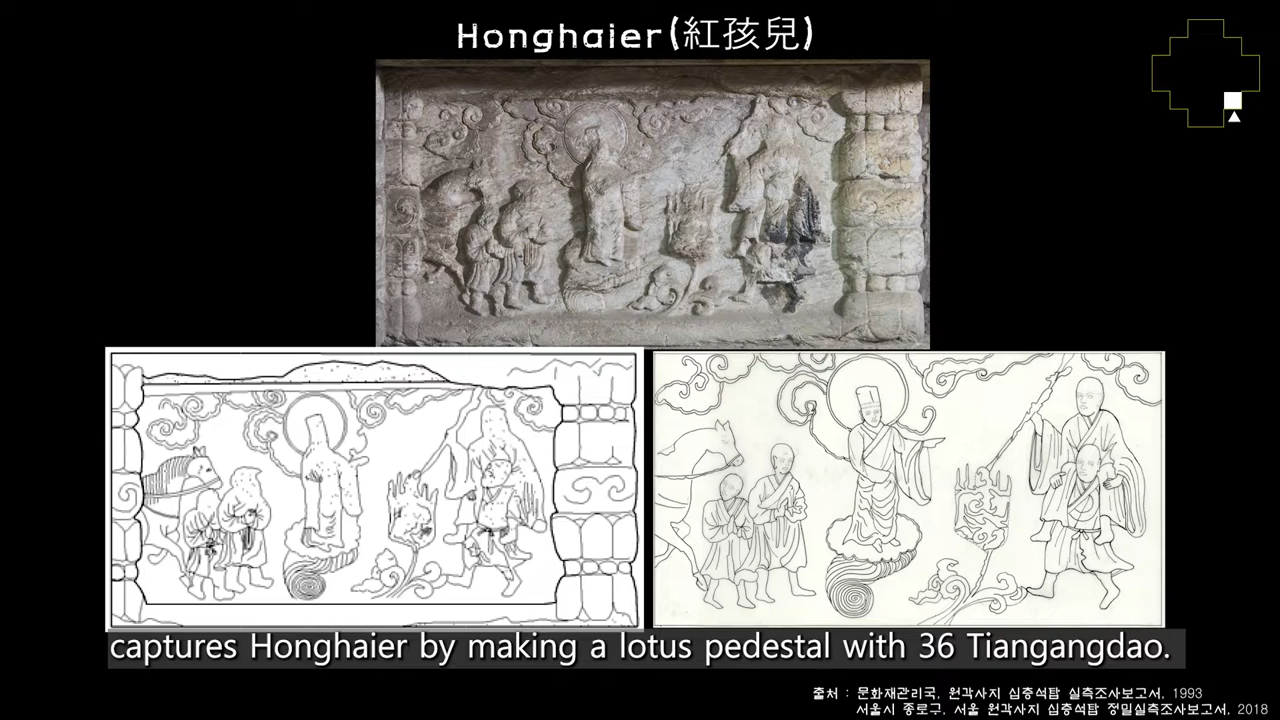 Honghaier(紅孩兒)
captures Honghaier by making a lotus pedestal with 36 Tiangangdao.
출처 : 문화재관리국, 원각사지 십층석탑 실측조사보고서, 1993
서울시 종로구, 서울 원각사지 십층석탑 정밀실측조사보고서, 2018